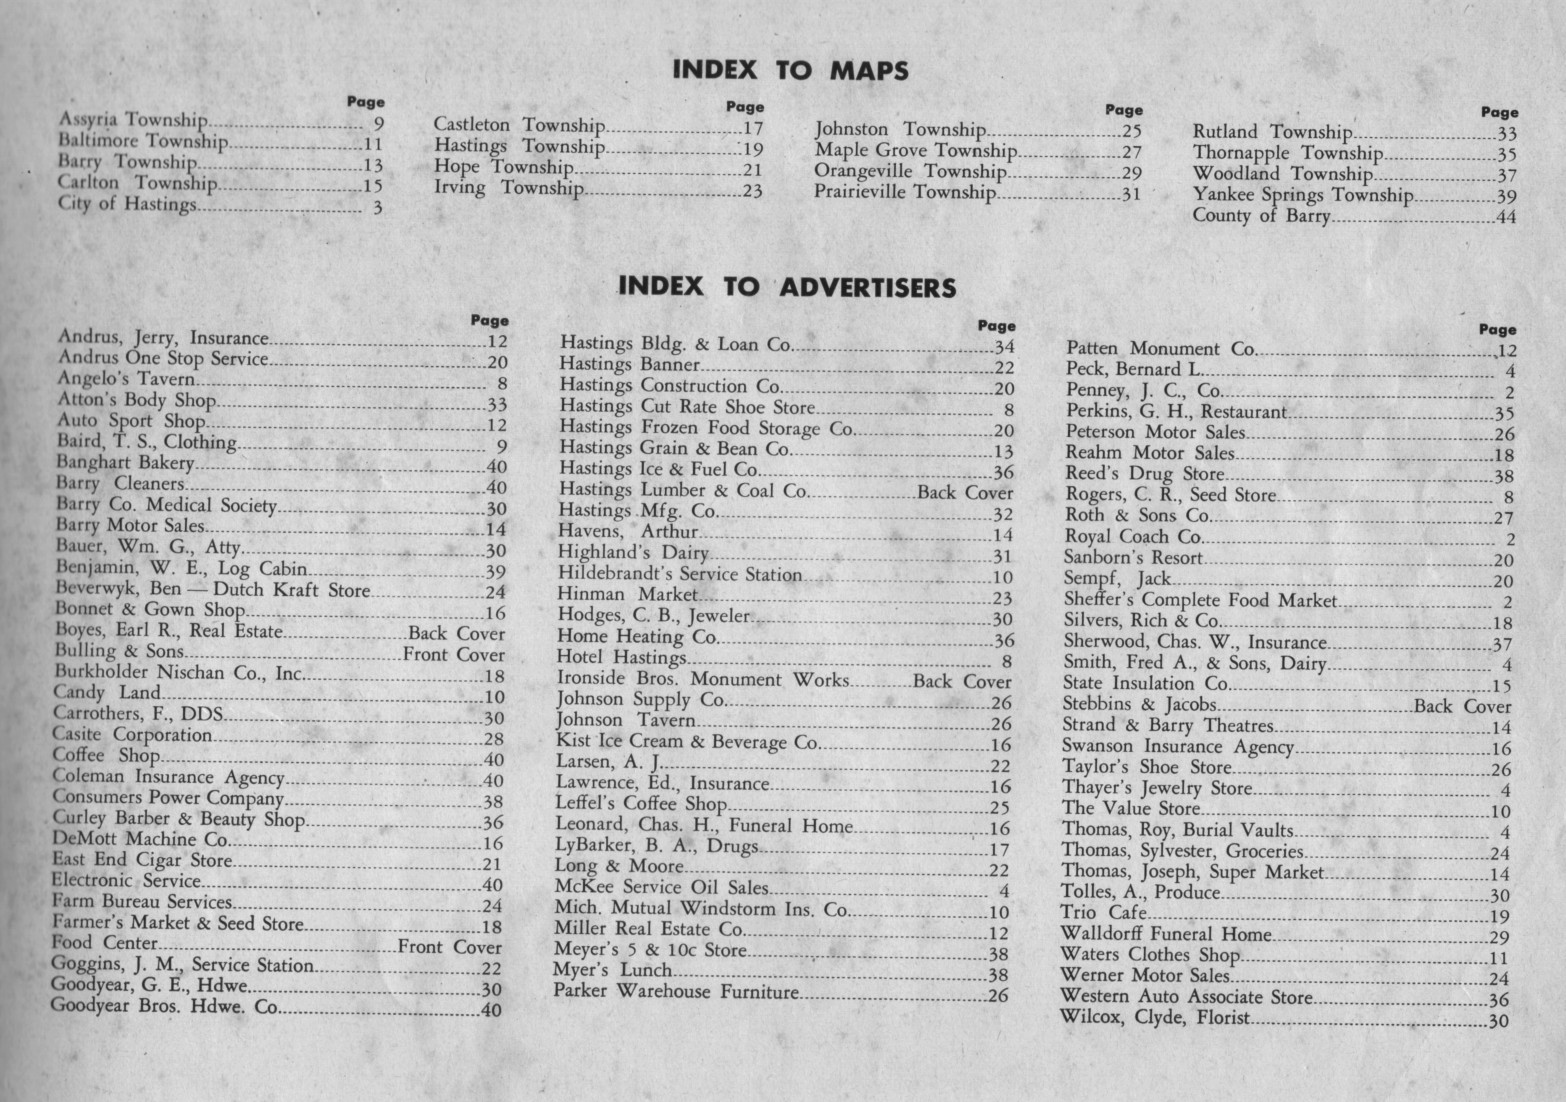 INDEX TO MAPS
Page
Assyria Township 9
Baltimore Township 11
Barry Township 13
Carlton Township 15
City of Hastings 3
Page
Castleton Township 17
Hastings Township 19
Hope Township 21
Irving Township 23
Page
Johnston Township 25
Maple Grove Township 27
Orangeville Township 29
Prairieville Township 31
Page
Rutland Township 33
Thornapple Township 35
Woodland Township 37
Yankee Springs Township 39
County of Barry 44
INDEX TO ADVERTISERS
Page
Andrus, Jerry, Insurance 12
Andrus One Stop Service 20
Angelo's Tavern 8
Atton's Body Shop 33
Auto Sport Shop 12
Baird, T. S., Clothing 9
Banghart Bakery 40
Barry Cleaners 40
Barry Co. Medical Society 30
Barry Motor Sales 14
Bauer, Wm. G., Atty. 30
Benjamin, W. E., Log Cabin 39
Beverwyk, Ben — Dutch Kraft Store 24
Bonnet & Gown Shop 16
Boyes, Earl R., Real Estate Back Cover
Bulling & Sons Front Cover
Burkholder Nischan Co., Inc. 18
Candy Land 10
Carrothers, F., DDS 30
Casite Corporation 28
Coffee Shop 40
Coleman Insurance Agency 40
Consumers Power Company 38
Curley Barber & Beauty Shop 36
DeMott Machine Co. 16
East End Cigar Store 21
Electronic Service 40
Farm Bureau Services 24
Farmer's Market & Seed Store 18
Food Center Front Cover
Goggins, J. M., Service Station 22
Goodyear, G. E., Hdwe. 30
Goodyear Bros. Hdwe. Co. 40
Page
Hastings Bldg. & Loan Co. 34
Hastings Banner 22
Hastings Construction Co. 20
Hastings Cut Rate Shoe Store 8
Hastings Frozen Food Storage Co. 20
Hastings Grain & Bean Co. 13
Hastings Ice & Fuel Co. 36
Hastings Lumber & Coal Co. Back Cover
Hastings Mfg. Co. 32
Havens, Arthur 14
Highland's Dairy 31
Hildebrandt's Service Station 10
Hinman Market 23
Hodges, C. B., Jeweler 30
Home Heating Co. 36
Hotel Hastings 8
Ironside Bros. Monument Works Back Cover
Johnson Supply Co. 26
Johnson Tavern 26
Kist Ice Cream & Beverage Co. 16
Larsen, A. J. 22
Lawrence, Ed., Insurance 16
Leffel's Coffee Shop 25
Leonard, Chas. H., Funeral Home 16
LyBarker, B. A., Drugs 17
Long & Moore 22
McKee Service Oil Sales 4
Mich. Mutual Windstorm Ins. Co. 10
Miller Real Estate Co. 12
Meyer's 5 & 10c Store 38
Myer's Lunch 38
Parker Warehouse Furniture 26
Page
Patten Monument Co. 12
Peck, Bernard L. 4
Penney, J. C., Co. 2
Perkins, G. H., Restaurant 35
Peterson Motor Sales 26
Reahm Motor Sales 18
Reed's Drug Store 38
Rogers, C. R., Seed Store 8
Roth & Sons Co. 27
Royal Coach Co. 2
Sanborn's Resort 20
Sempf, Jack 20
Sheffer's Complete Food Market 2
Silvers, Rich & Co. 18
Sherwood, Chas. W., Insurance 37
Smith, Fred A., & Sons, Dairy 4
State Insulation Co. 15
Stebbins & Jacobs Back Cover
Strand & Barry Theatres 14
Swanson Insurance Agency 16
Taylor's Shoe Store 26
Thayer's Jewelry Store 4
The Value Store 10
Thomas, Roy, Burial Vaults 4
Thomas, Sylvester, Groceries 24
Thomas, Joseph, Super Market 14
Tolles, A., Produce 30
Trio Cafe 19
Walldorff Funeral Home 29
Waters Clothes Shop 11
Werner Motor Sales 24
Western Auto Associate Store 36
Wilcox, Clyde, Florist 30